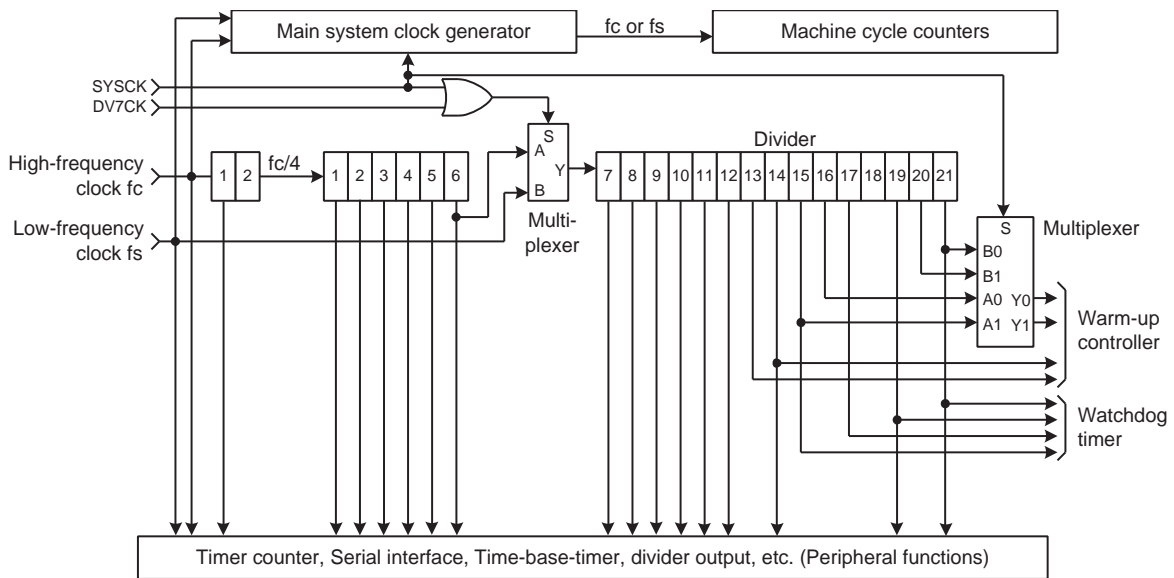 Main system clock generator
fc or fs
Machine cycle counters
SYSCK
DV7CK
High-frequency
clock fc
1 2
fc/4
1 2 3 4 5 6
S
A
Y
B
Multi-
plexer
Divider
7 8 9 10 11 12 13 14 15 16 17 18 19 20 21
Low-frequency
clock fs
S
B0
B1
A0 Y0
A1 Y1
Multiplexer
Warm-up
controller
Watchdog
timer
Timer counter, Serial interface, Time-base-timer, divider output, etc. (Peripheral functions)